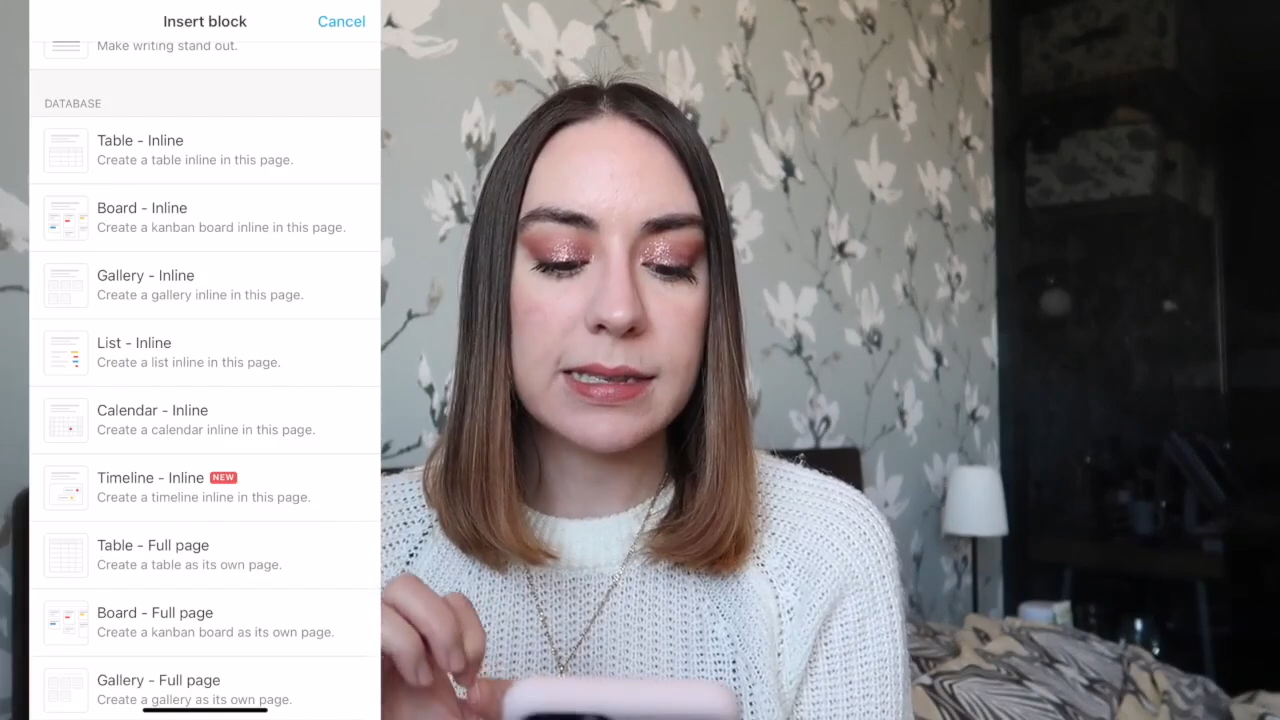 Insert block
Cancel
Make writing stand out.
DATABASE
Table - Inline
Create a table inline in this page.
Board - Inline
Create a kanban board inline in this page.
Gallery - Inline
Create a gallery inline in this page.
List - Inline
Create a list inline in this page.
Calendar - Inline
Create a calendar inline in this page.
Timeline - Inline NEW
Create a timeline inline in this page.
Table - Full page
Create a table as its own page.
Board - Full page
Create a kanban board as its own page.
Gallery - Full page
Create a gallery as its own page.